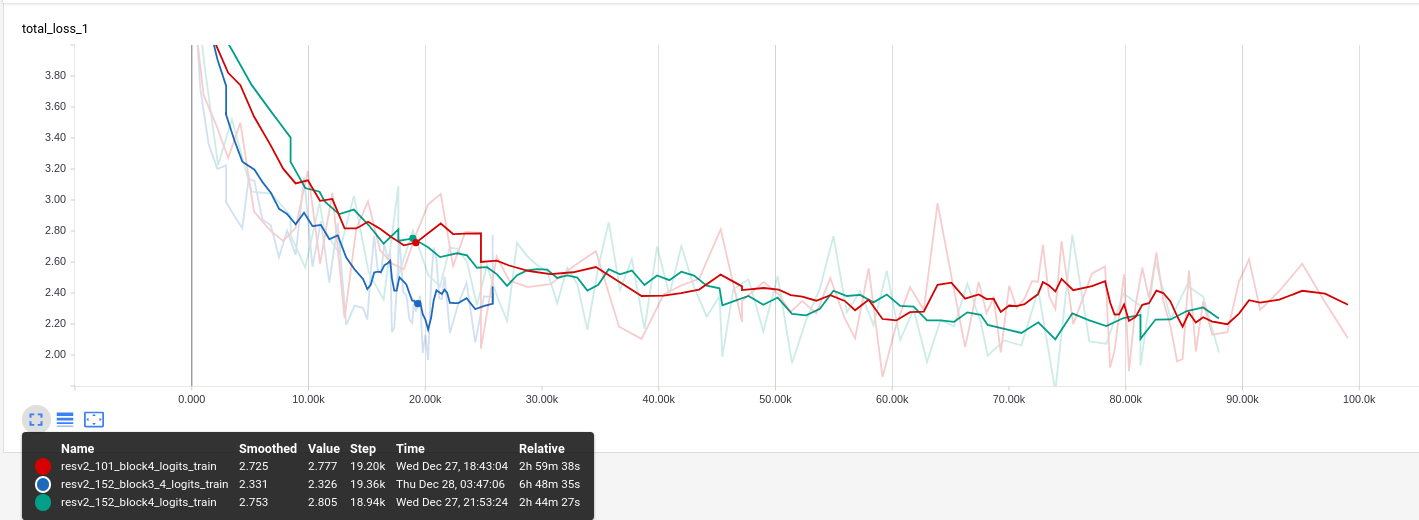 total_loss_1
3.80
3.60
3.40
3.20
3.00
2.80
2.60
2.40
2.20
2.00
0.000 10.00k 20.00k 30.00k 40.00k 50.00k 60.00k 70.00k 80.00k 90.00k 100.0k
Name Smoothed Value Step Time Relative
resv2_101_block4_logits_train 2.725 2.777 19.20k Wed Dec 27, 18:43:04 2h 59m 38s
resv2_152_block3_4_logits_train 2.331 2.326 19.36k Thu Dec 28, 03:47:06 6h 48m 35s
resv2_152_block4_logits_train 2.753 2.805 18.94k Wed Dec 27, 21:53:24 2h 44m 27s